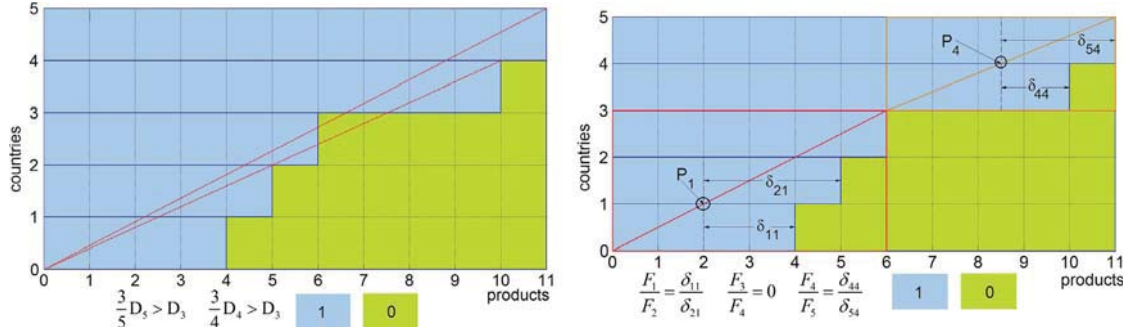 5
4
3
2
1
0
countries
0 1 2 3 4 5 6 7 8 9 10 11
products
3/5 D₅ > D₃ 3/4 D₄ > D₃ 1 0
5
4
3
2
1
0
countries
P₄
δ₅₄
δ₄₄
P₁
δ₂₁
δ₁₁
0 1 2 3 4 5 6 7 8 9 10 11
products
F₁/F₂ = δ₁₁/δ₂₁ F₃/F₄ = 0 F₄/F₅ = δ₄₄/δ₅₄ 1 0